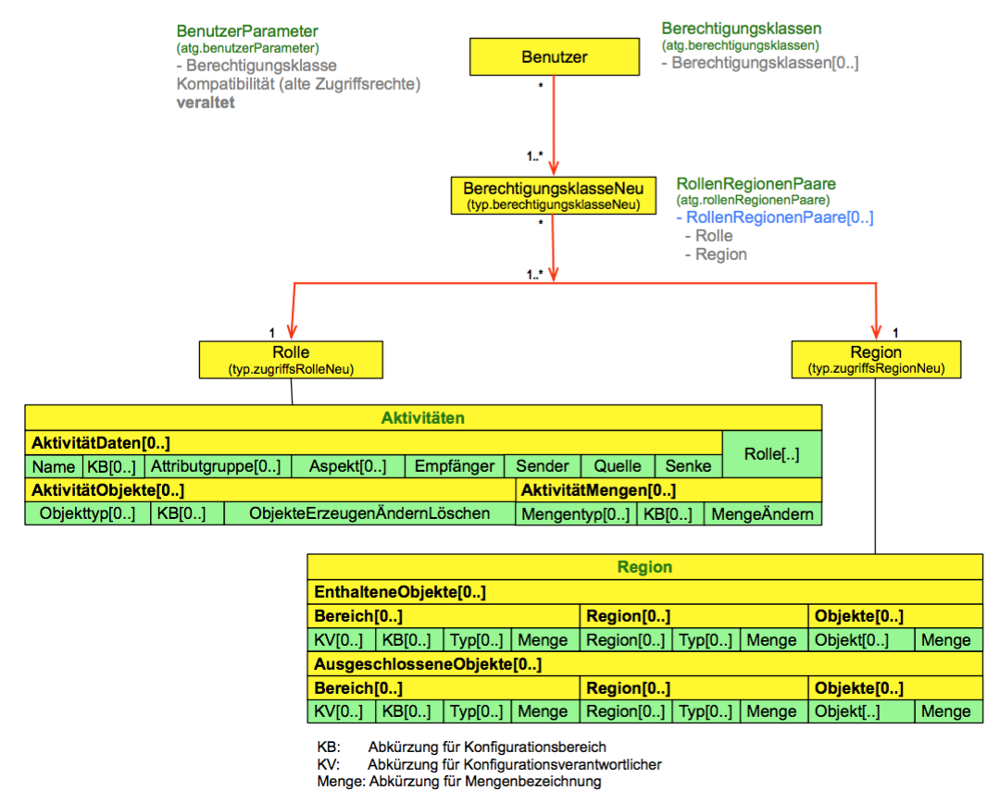 BenutzerParameter
(atg.benutzerParameter)
- Berechtigungsklasse
Kompatibilität (alte Zugriffsrechte)
veraltet
Benutzer
Berechtigungsklassen
(atg.berechtigungsklassen)
- Berechtigungsklassen[0..]
*
1..*
BerechtigungsklasseNeu
(typ.berechtigungsklasseNeu)
RollenRegionenPaare
(atg.rollenRegionenPaare)
- RollenRegionenPaare[0..]
- Rolle
- Region
*
1..*
1
1
Rolle
(typ.zugriffsRolleNeu)
Region
(typ.zugriffsRegionNeu)
Aktivitäten
AktivitätDaten[0..]
Rolle[..]
Name KB[0..] Attributgruppe[0..] Aspekt[0..] Empfänger Sender Quelle Senke
AktivitätObjekte[0..] AktivitätMengen[0..]
Objekttyp[0..] KB[0..] ObjekteErzeugenÄndernLöschen Mengentyp[0..] KB[0..] MengeÄndern
Region
EnthalteneObjekte[0..]
Bereich[0..] Region[0..] Objekte[0..]
KV[0..] KB[0..] Typ[0..] Menge Region[0..] Typ[0..] Menge Objekt[0..] Menge
AusgeschlosseneObjekte[0..]
Bereich[0..] Region[0..] Objekte[0..]
KV[0..] KB[0..] Typ[0..] Menge Region[0..] Typ[0..] Menge Objekt[..] Menge
KB: Abkürzung für Konfigurationsbereich
KV: Abkürzung für Konfigurationsverantwortlicher
Menge: Abkürzung für Mengenbezeichnung